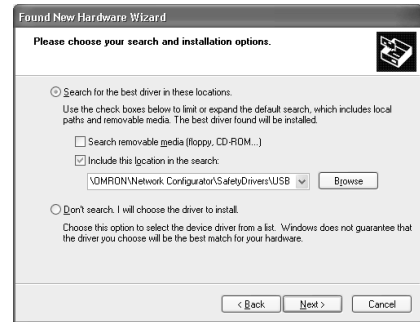 Found New Hardware Wizard
Please choose your search and installation options.
Search for the best driver in these locations.
Use the check boxes below to limit or expand the default search, which includes local
paths and removable media. The best driver found will be installed.
Search removable media (floppy, CD-ROM...)
Include this location in the search:
\OMRON\Network Configurator\SafetyDrivers\USB
Browse
Don't search. I will choose the driver to install.
Choose this option to select the device driver from a list. Windows does not guarantee that
the driver you choose will be the best match for your hardware.
< Back Next > Cancel